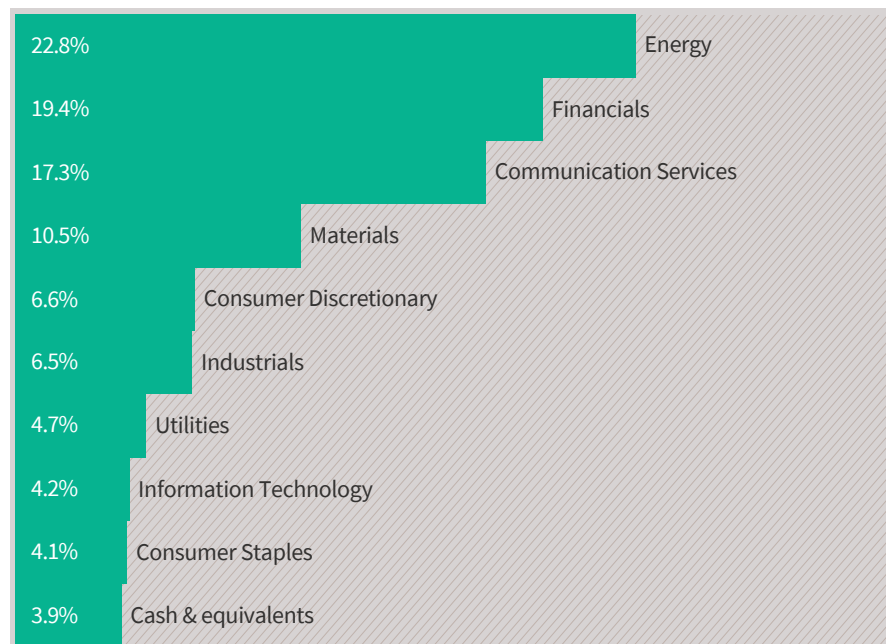 22.8% Energy
19.4% Financials
17.3% Communication Services
10.5% Materials
6.6% Consumer Discretionary
6.5% Industrials
4.7% Utilities
4.2% Information Technology
4.1% Consumer Staples
3.9% Cash & equivalents